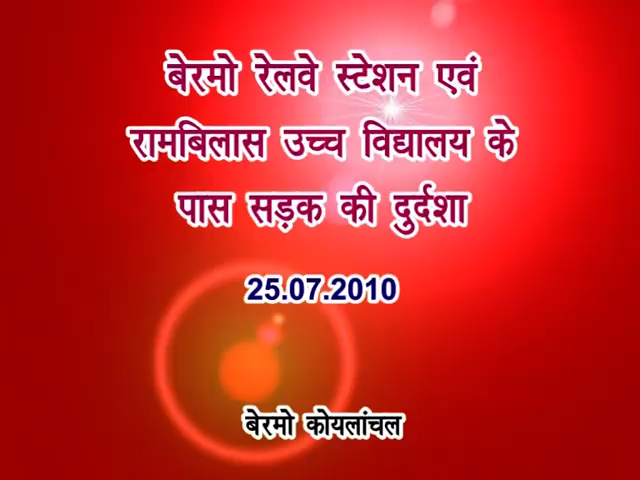 बेरमो रेलवे स्टेशन एवं
रामबिलास उच्च विद्यालय के
पास सड़क की दुर्दशा
25.07.2010
बेरमो कोयलांचल